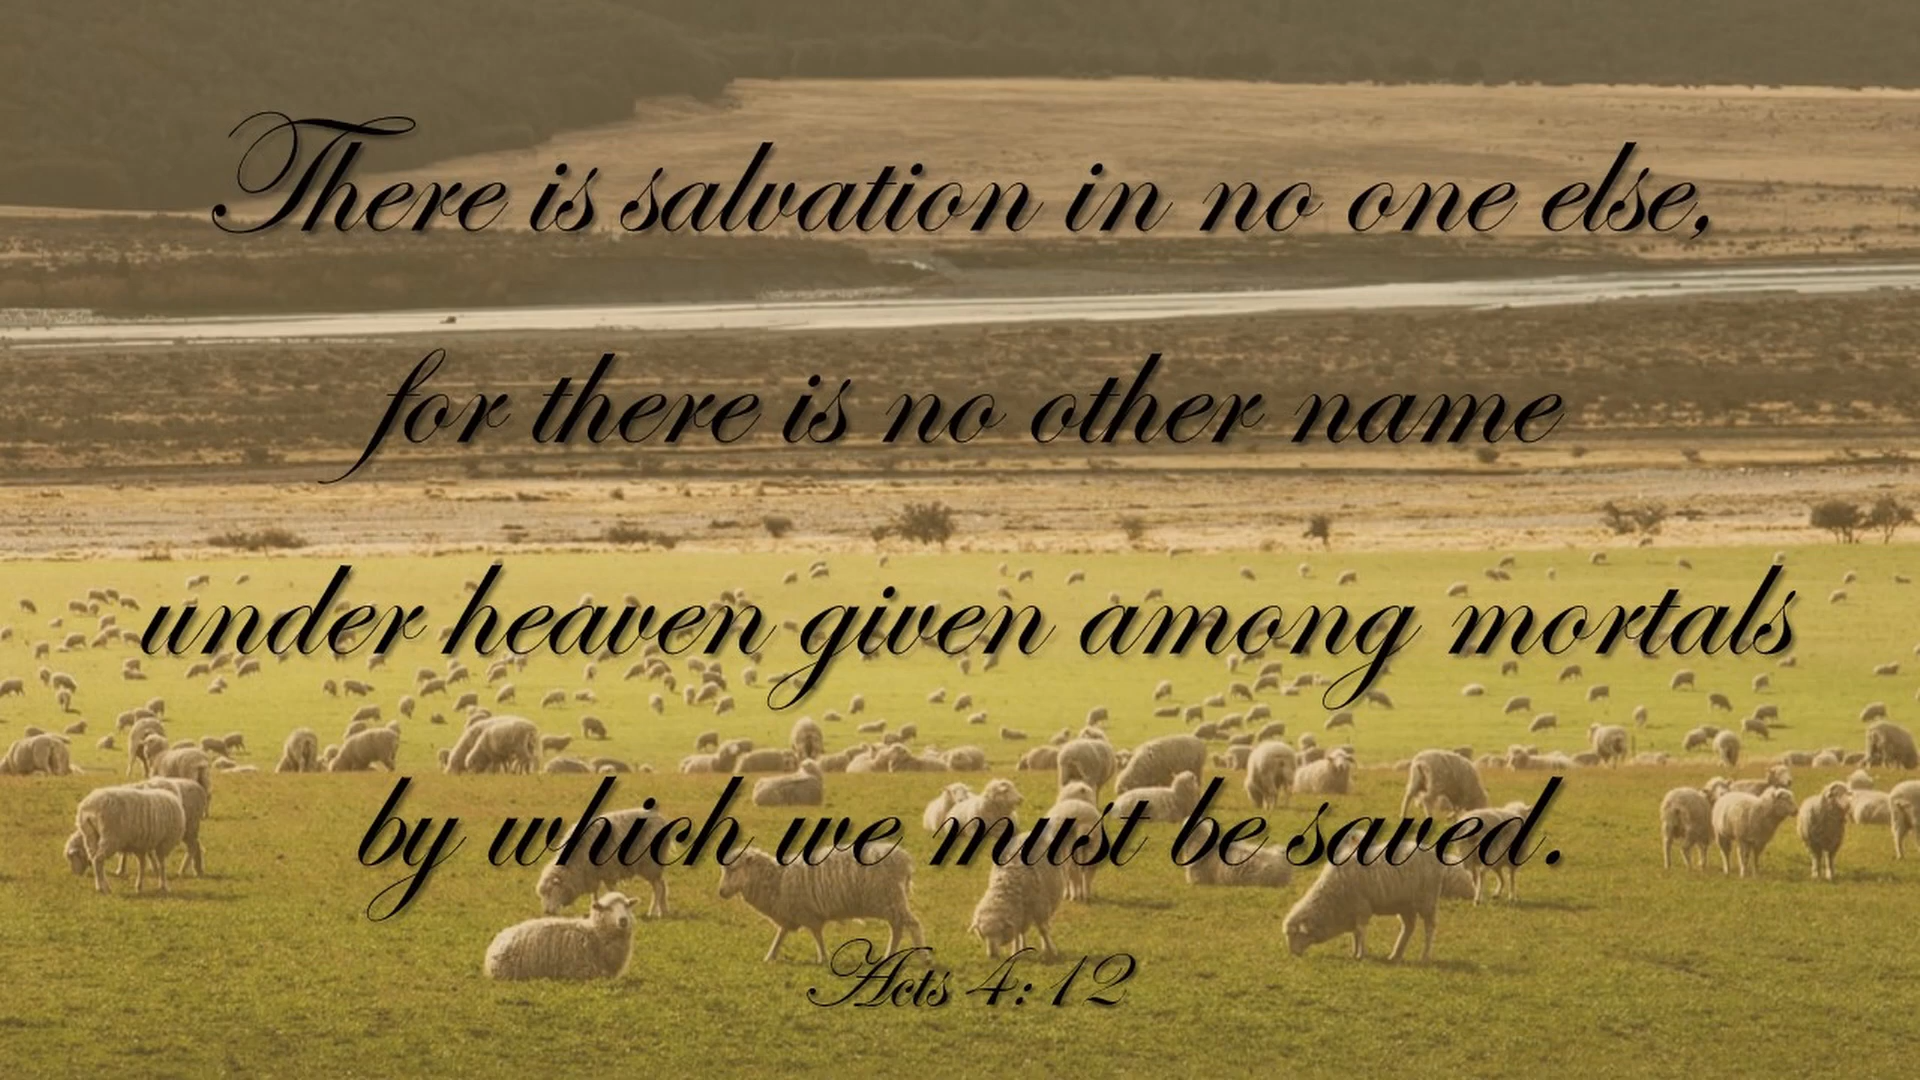 There is salvation in no one else,
for there is no other name
under heaven given among mortals
by which we must be saved.
Acts 4:12